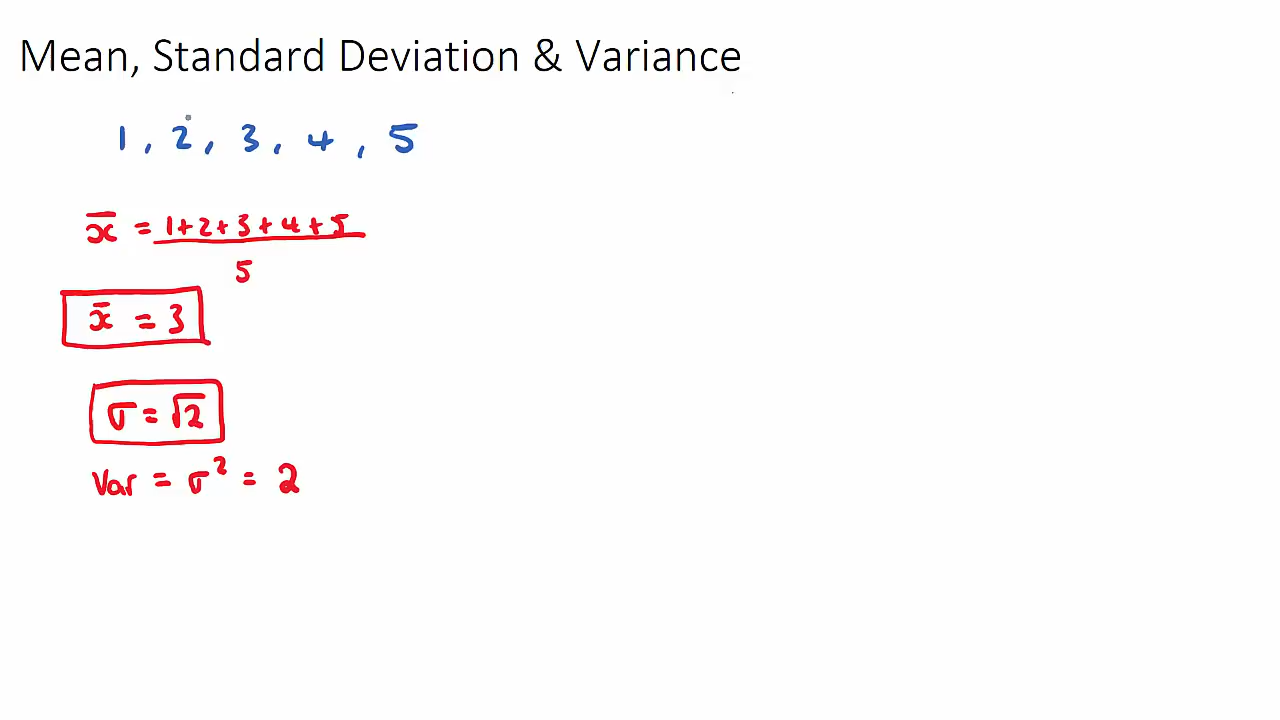 Mean, Standard Deviation & Variance
1, 2, 3, 4, 5
x̄ = 1+2+3+4+5
5
x̄ = 3
σ = √2
Var = σ² = 2